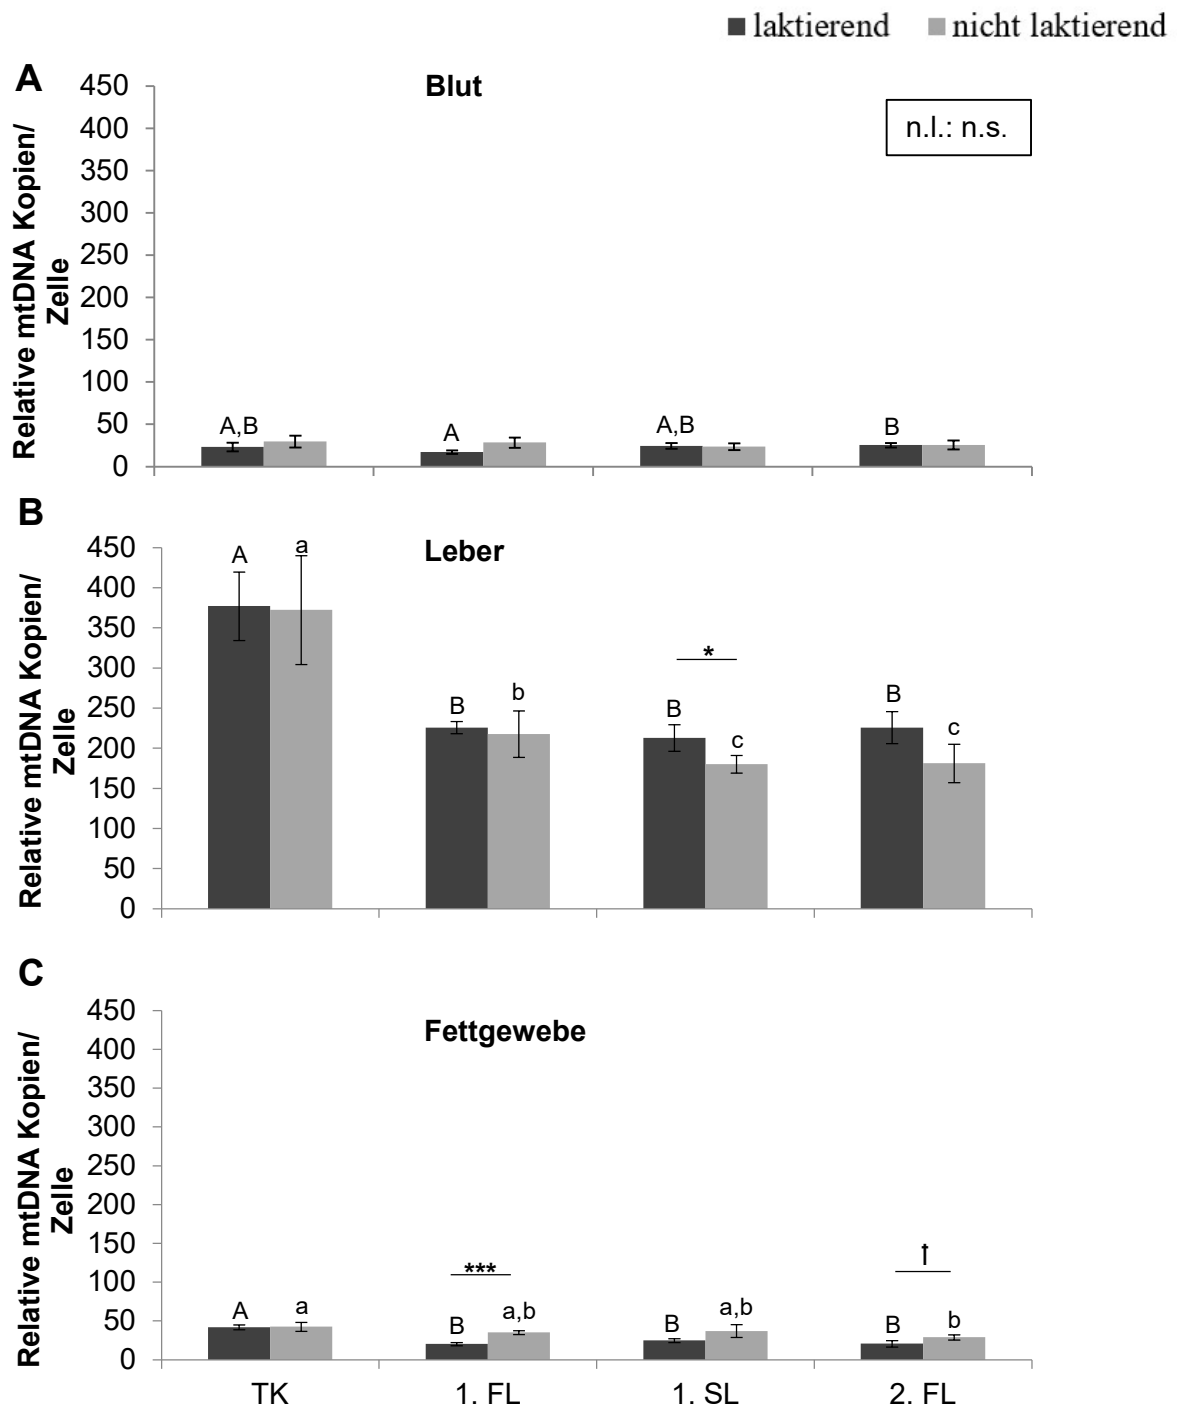 laktierend nicht laktierend
A
Blut
n.l.: n.s.
Relative mtDNA Kopien/
Zelle
450
400
350
300
250
200
150
100
50
0
A,B
A
A,B
B
B
Leber
Relative mtDNA Kopien/
Zelle
450
400
350
300
250
200
150
100
50
0
A a
B b
*
B c
B c
C
Fettgewebe
Relative mtDNA Kopien/
Zelle
450
400
350
300
250
200
150
100
50
0
A a
***
B a,b
B a,b
†
B b
TK 1. FL 1. SL 2. FL